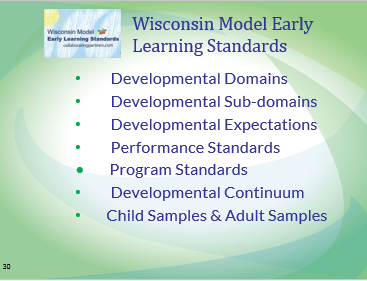 Wisconsin Model
Early Learning Standards
collaboratingpartners.com
Wisconsin Model Early
Learning Standards
• Developmental Domains
• Developmental Sub-domains
• Developmental Expectations
• Performance Standards
• Program Standards
• Developmental Continuum
• Child Samples & Adult Samples
30